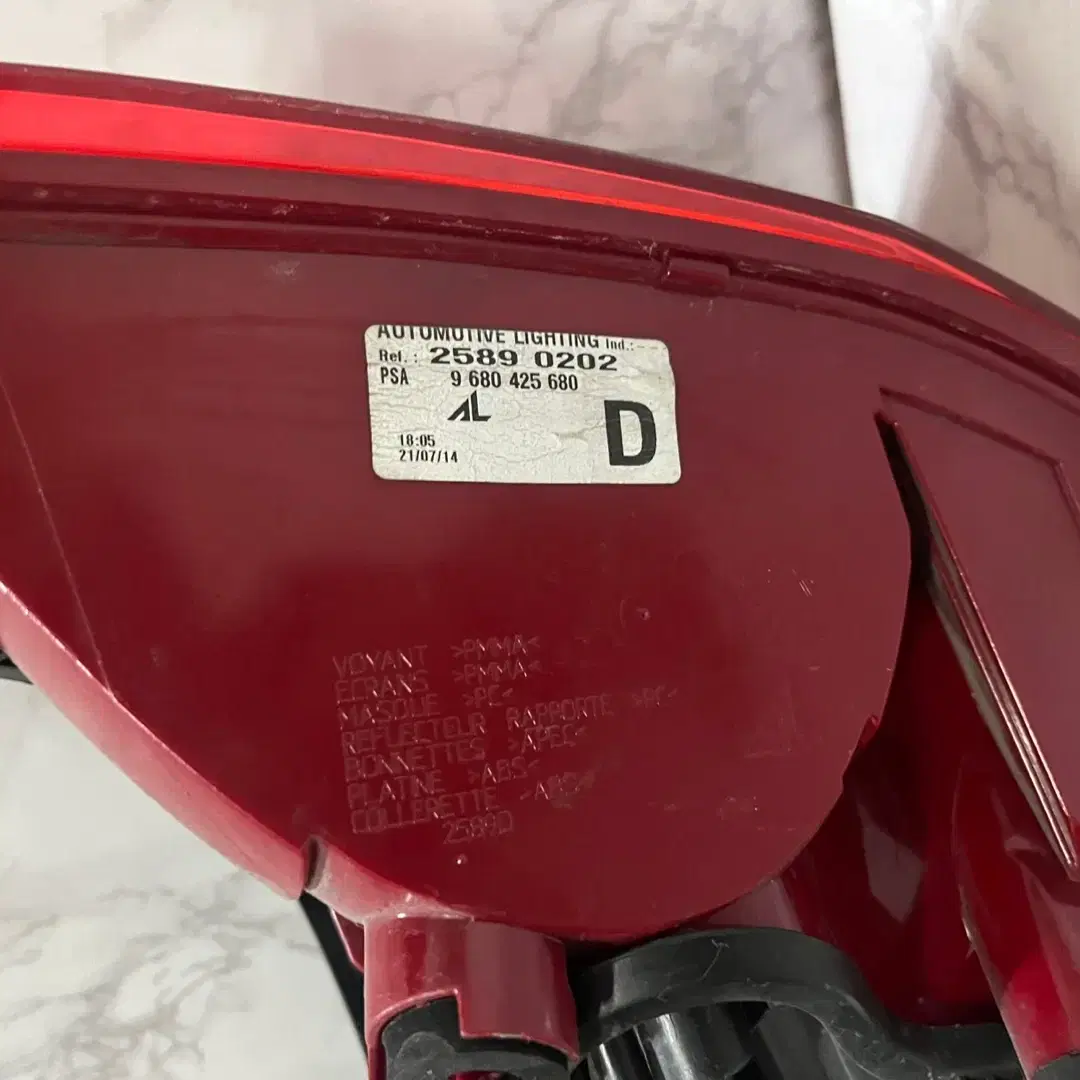 AUTOMOTIVE LIGHTING Ind.: --
Ref. : 2589 0202
PSA 9 680 425 680
AL
D
18:05
21/07/14
VOYANT >PMMA<
ECRANS >PMMA<
MASQUE >PC<
REFLECTEUR RAPPORTE >PC<
BONNETTES >APEC<
PLATINE >ABS<
COLLERETTE >ABS<
2589D